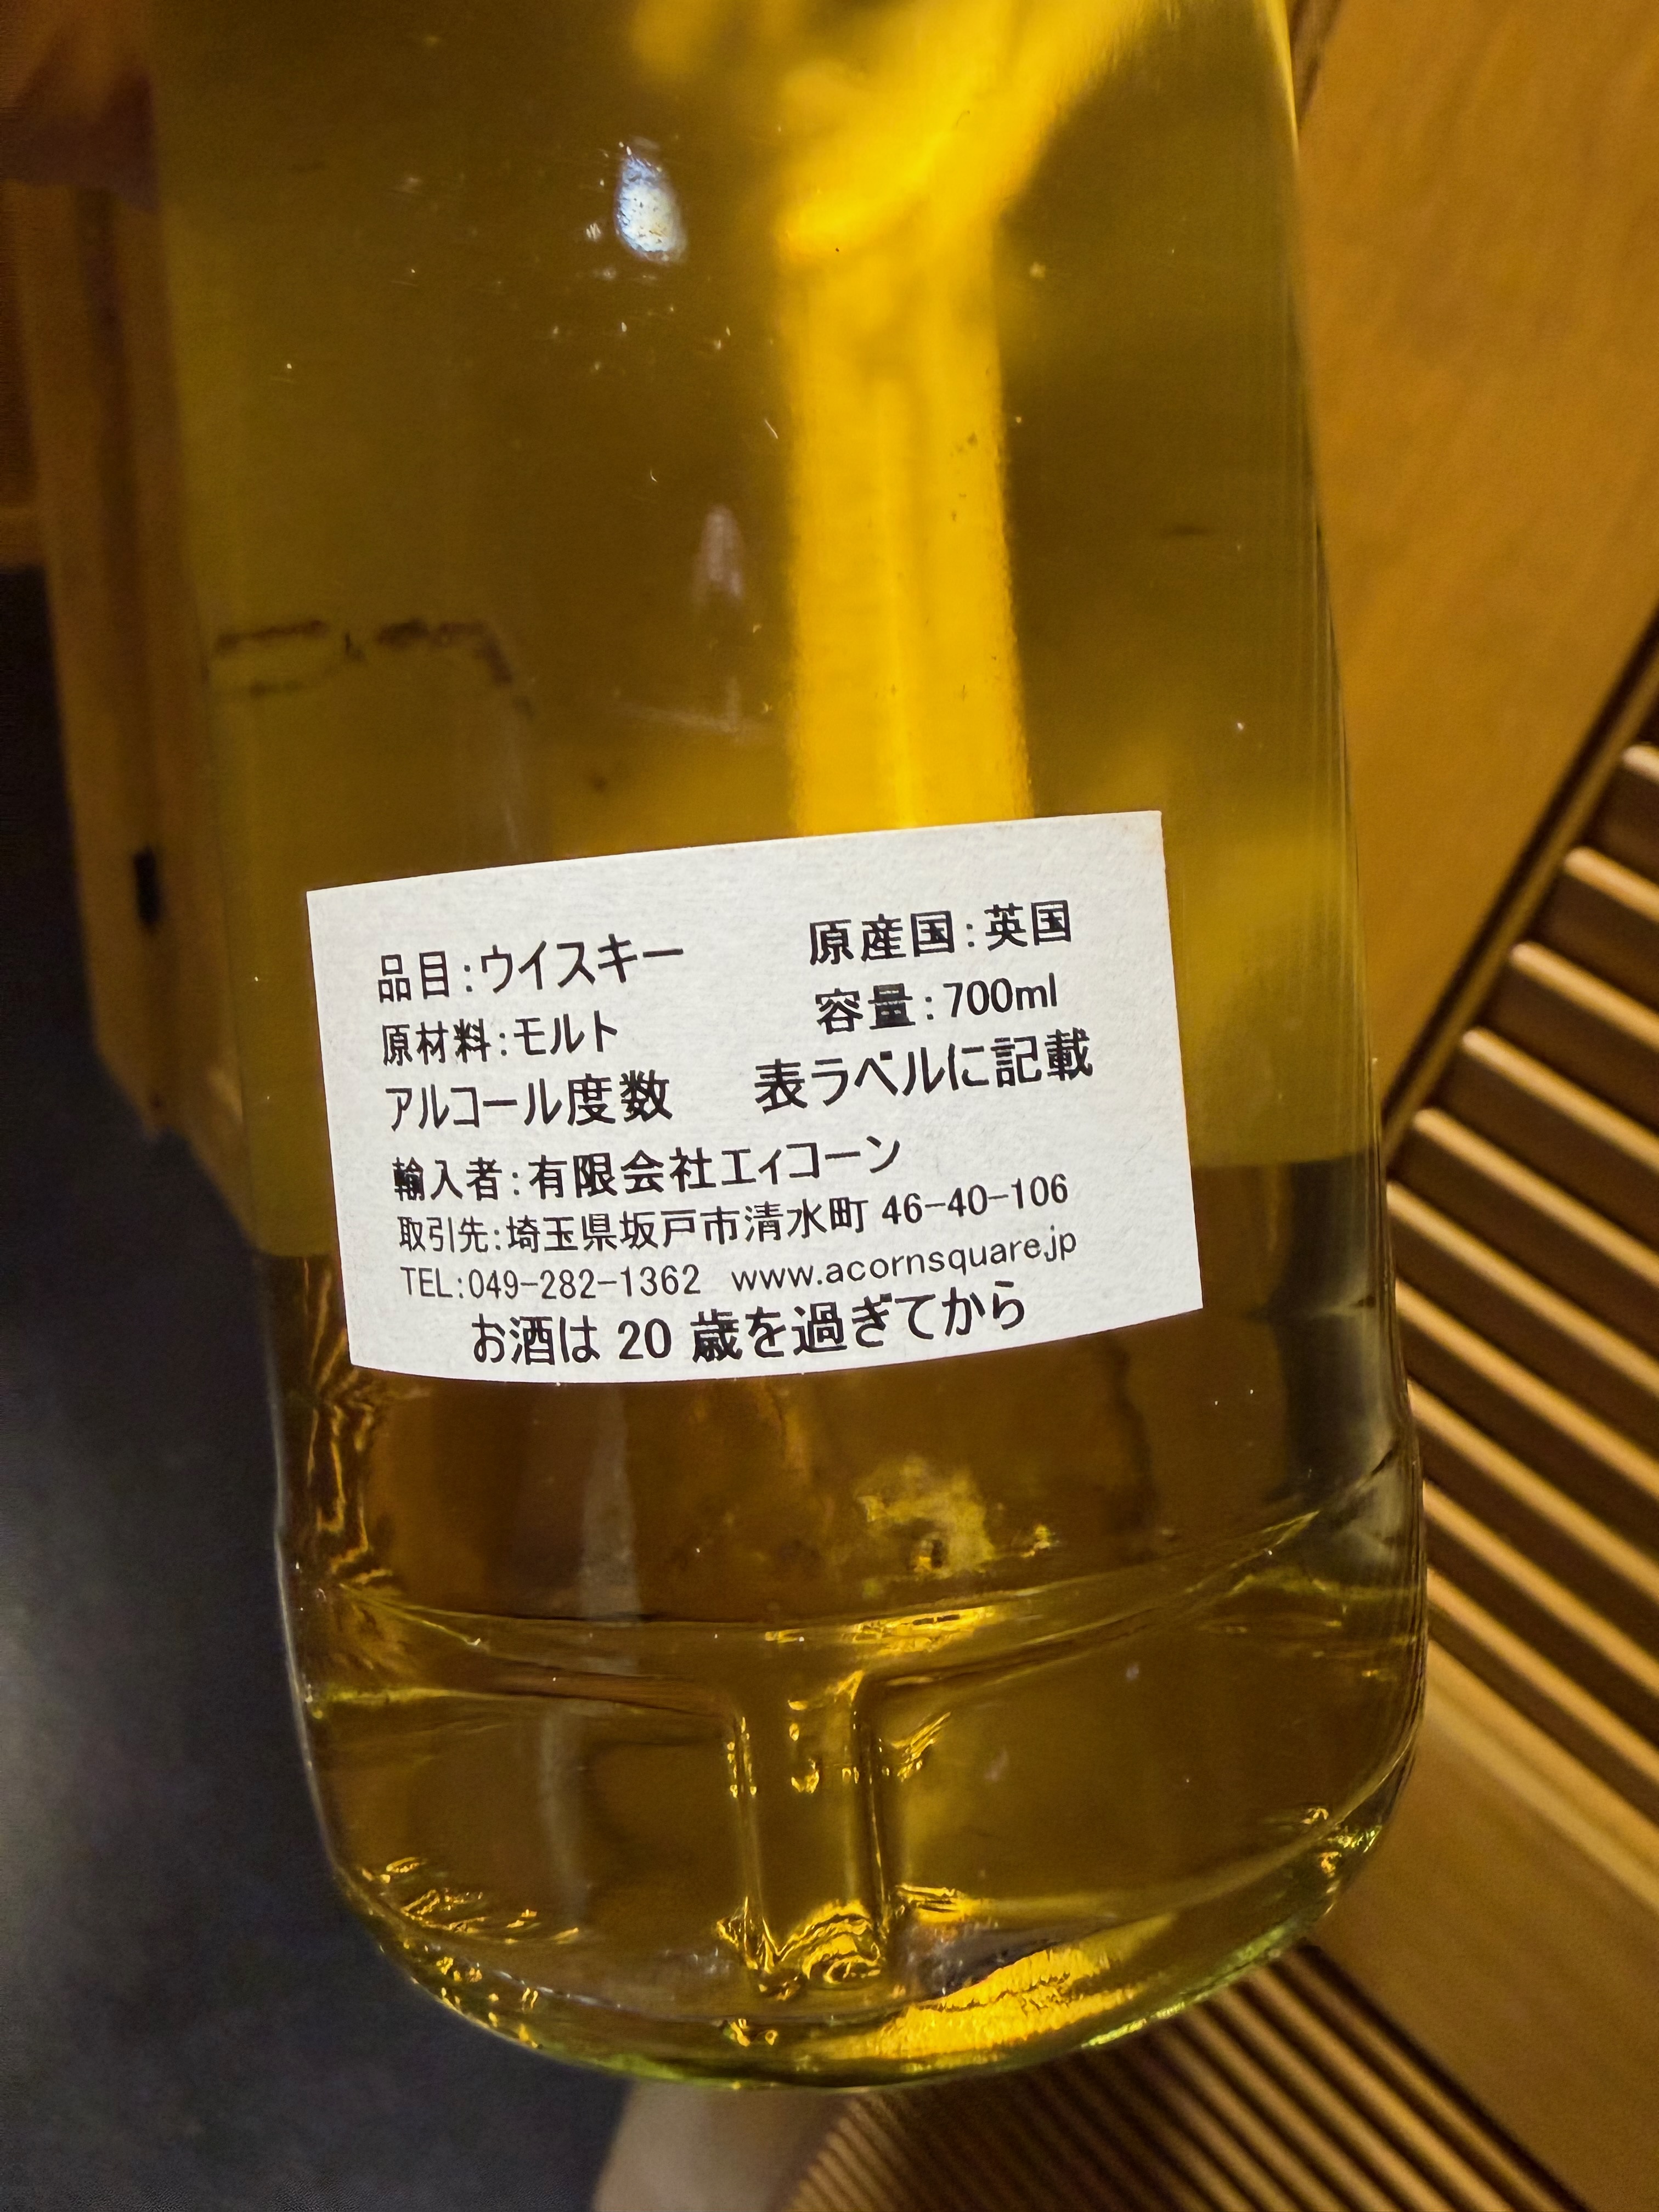 品目:ウイスキー 原産国:英国
原材料:モルト 容量:700ml
アルコール度数 表ラベルに記載
輸入者:有限会社エィコーン
取引先:埼玉県坂戸市清水町 46-40-106
TEL:049-282-1362 www.acornsquare.jp
お酒は 20 歳を過ぎてから